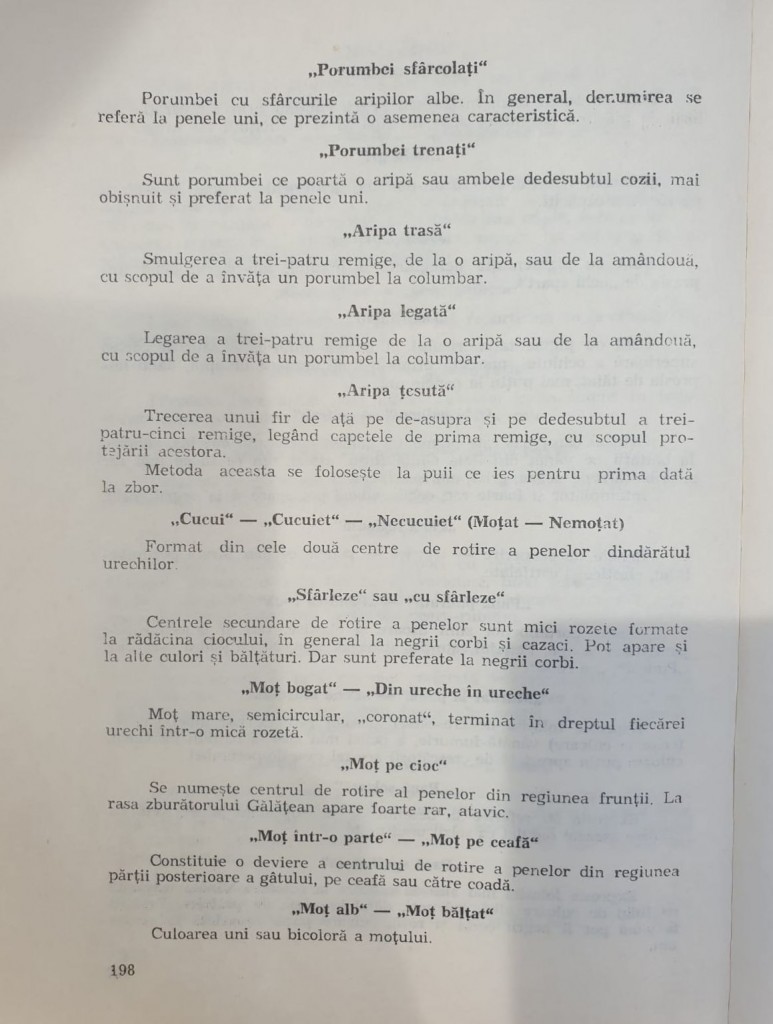 „Porumbei sfârcolați“
Porumbei cu sfârcurile aripilor albe. În general, denumirea se
referă la penele uni, ce prezintă o asemenea caracteristică.
„Porumbei trenați“
Sunt porumbei ce poartă o aripă sau ambele dedesubtul cozii, mai
obișnuit și preferat la penele uni.
„Aripa trasă“
Smulgerea a trei-patru remige, de la o aripă, sau de la amândouă,
cu scopul de a învăța un porumbel la columbar.
„Aripa legată“
Legarea a trei-patru remige de la o aripă sau de la amândouă,
cu scopul de a învăța un porumbel la columbar.
„Aripa țesută“
Trecerea unui fir de ață pe de-asupra și pe dedesubtul a trei-
patru-cinci remige, legând capetele de prima remige, cu scopul pro-
tejării acestora.
Metoda aceasta se folosește la puii ce ies pentru prima dată
la zbor.
„Cucui“ — „Cucuiet“ — „Necucuiet“ (Moțat — Nemoțat)
Format din cele două centre de rotire a penelor dindărătul
urechilor.
„Sfârleze“ sau „cu sfârleze“
Centrele secundare de rotire a penelor sunt mici rozete formate
la rădăcina ciocului, în general la negrii corbi și cazaci. Pot apare și
la alte culori și bălțături. Dar sunt preferate la negrii corbi.
„Moț bogat“ — „Din ureche in ureche“
Moț mare, semicircular, „coronat“, terminat în dreptul fiecărei
urechi într-o mică rozetă.
„Moț pe cioc“
Se numește centrul de rotire al penelor din regiunea frunții. La
rasa zburătorului Gălățean apare foarte rar, atavic.
„Moț intr-o parte“ — „Moț pe ceafă“
Constituie o deviere a centrului de rotire a penelor din regiunea
părții posterioare a gâtului, pe ceafă sau către coadă.
„Moț alb“ — „Moț bălțat“
Culoarea uni sau bicoloră a moțului.
198